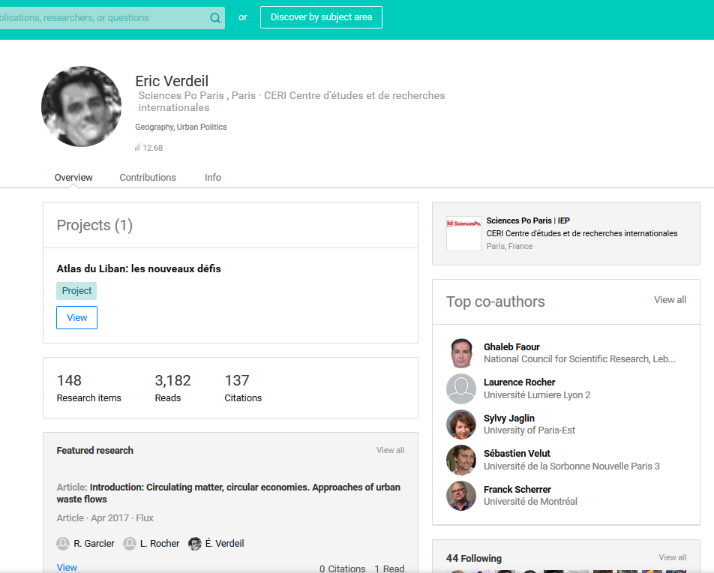 blications, researchers, or questions
or
Discover by subject area
Eric Verdeil
Sciences Po Paris , Paris · CERI Centre d'études et de recherches
internationales
Geography, Urban Politics
12.68
Overview
Contributions
Info
Projects (1)
Atlas du Liban: les nouveaux défis
Project
View
148
3,182
137
Research items
Reads
Citations
Featured research
View all
Article: Introduction: Circulating matter, circular economies. Approaches of urban
waste flows
Article · Apr 2017 · Flux
R. Garcier
L. Rocher
É. Verdeil
View
0 Citations
1 Read
SciencesPo.
Sciences Po Paris | IEP
CERI Centre d'études et de recherches internationales
Paris, France
Top co-authors
View all
Ghaleb Faour
National Council for Scientific Research, Leb...
Laurence Rocher
Université Lumiere Lyon 2
Sylvy Jaglin
University of Paris-Est
Sébastien Velut
Université de la Sorbonne Nouvelle Paris 3
Franck Scherrer
Université de Montréal
44 Following
View all